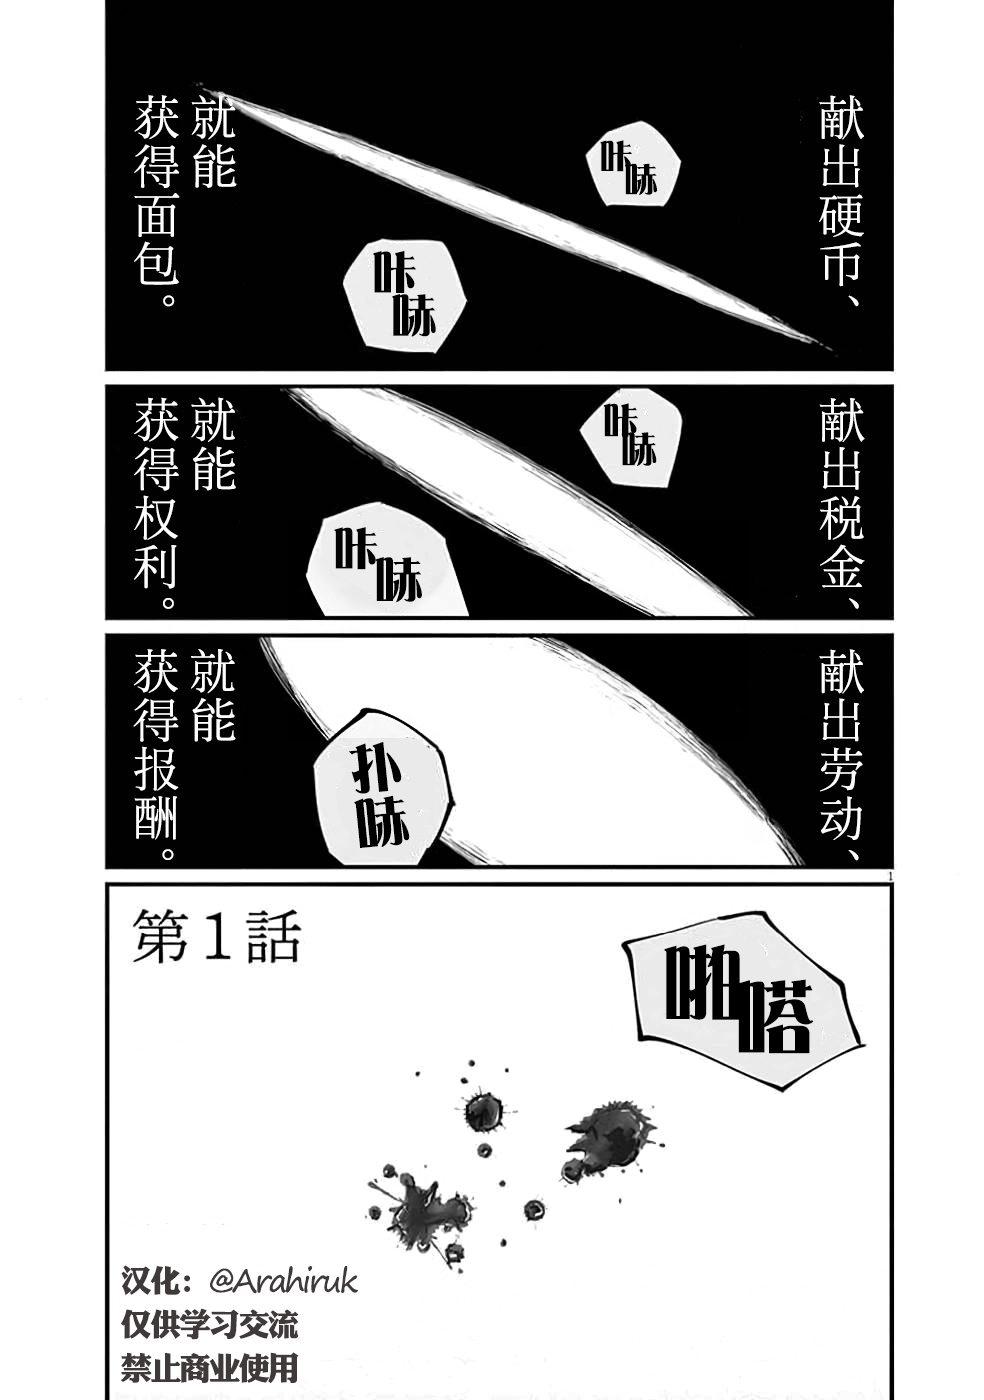 献出硬币、
咔
哧
咔
哧
就能
获得面包。
献出税金、
咔
哧
咔
哧
就能
获得权利。
献出劳动、
扑
哧
就能
获得报酬。
1
第1話
啪
嗒
汉化：@Arahiruk
仅供学习交流
禁止商业使用